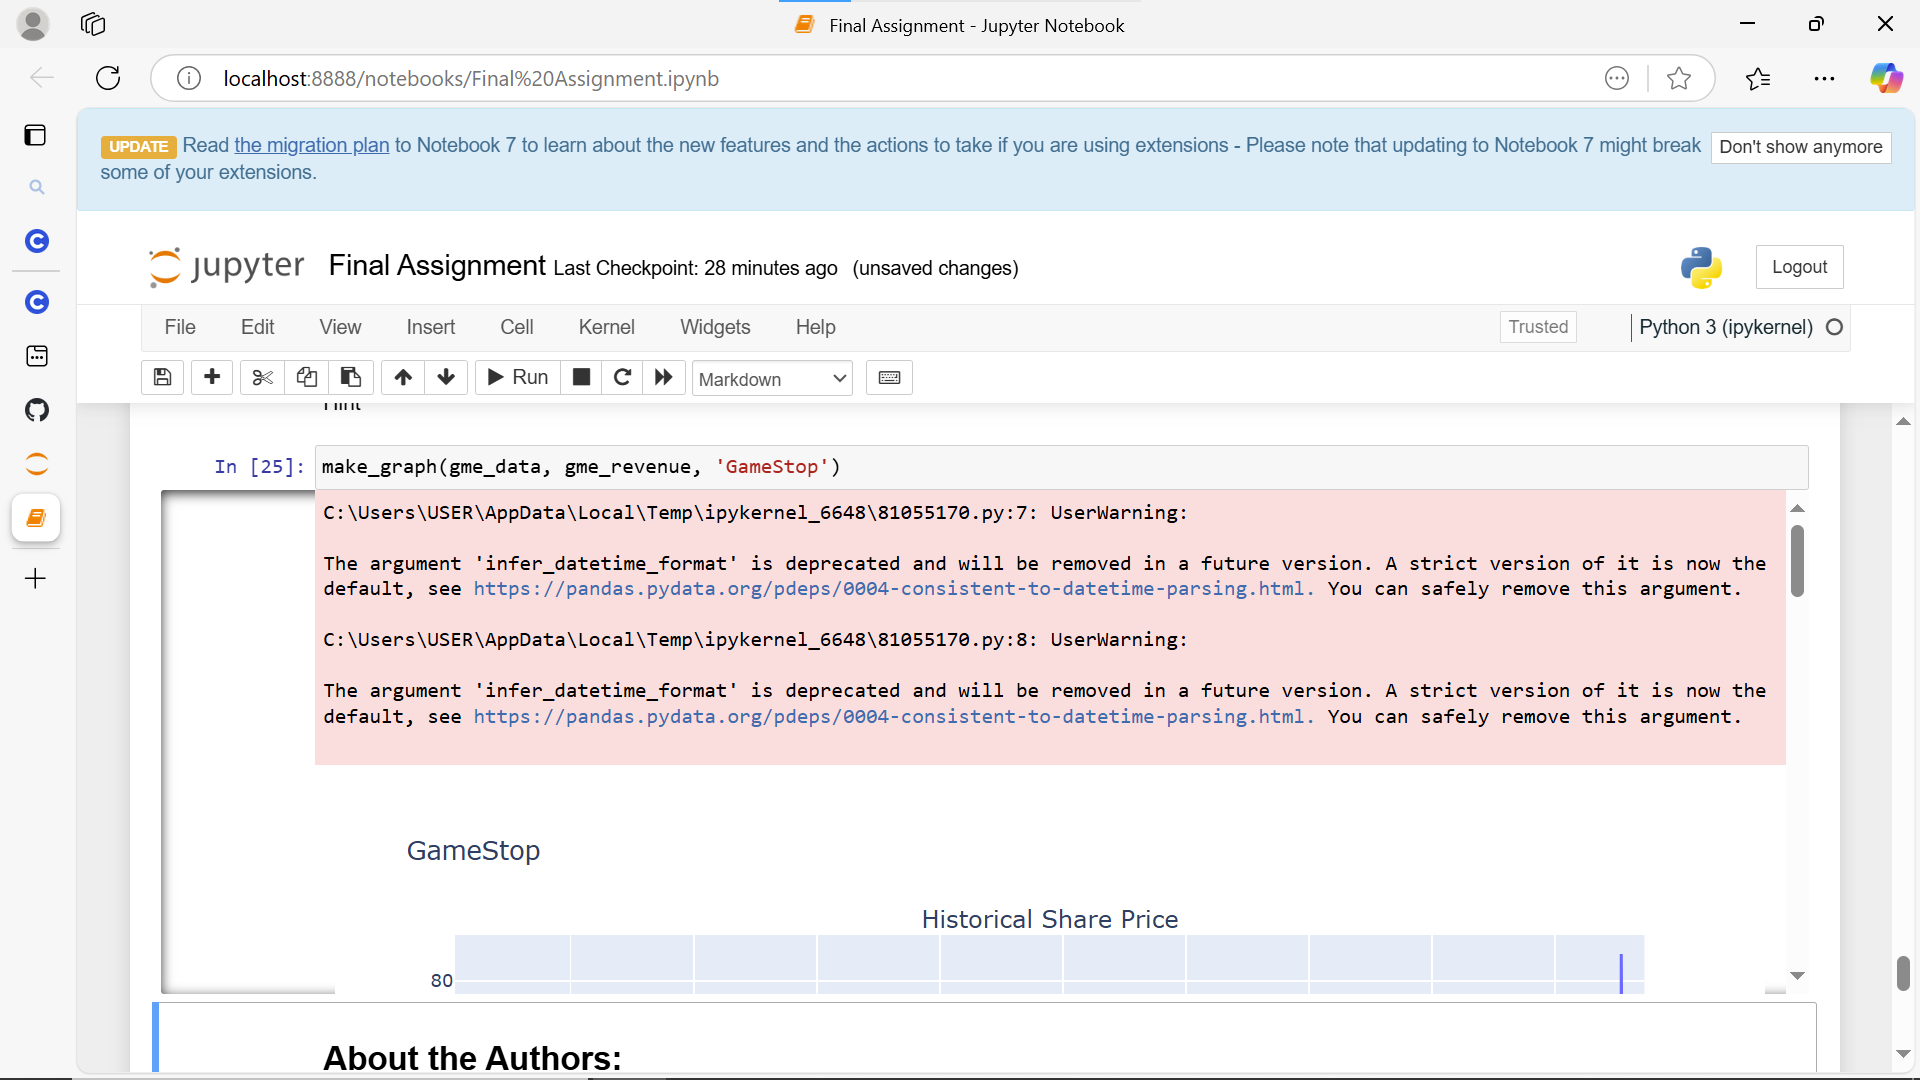 Final Assignment - Jupyter Notebook
localhost:8888/notebooks/Final%20Assignment.ipynb
UPDATE Read the migration plan to Notebook 7 to learn about the new features and the actions to take if you are using extensions - Please note that updating to Notebook 7 might break
some of your extensions.
Don't show anymore
jupyter Final Assignment Last Checkpoint: 28 minutes ago (unsaved changes)
Logout
File Edit View Insert Cell Kernel Widgets Help
Trusted
Python 3 (ipykernel)
Run
Markdown
Hint
In [25]: make_graph(gme_data, gme_revenue, 'GameStop')
C:\Users\USER\AppData\Local\Temp\ipykernel_6648\81055170.py:7: UserWarning:
The argument 'infer_datetime_format' is deprecated and will be removed in a future version. A strict version of it is now the
default, see https://pandas.pydata.org/pdeps/0004-consistent-to-datetime-parsing.html. You can safely remove this argument.
C:\Users\USER\AppData\Local\Temp\ipykernel_6648\81055170.py:8: UserWarning:
The argument 'infer_datetime_format' is deprecated and will be removed in a future version. A strict version of it is now the
default, see https://pandas.pydata.org/pdeps/0004-consistent-to-datetime-parsing.html. You can safely remove this argument.
GameStop
Historical Share Price
80
About the Authors: